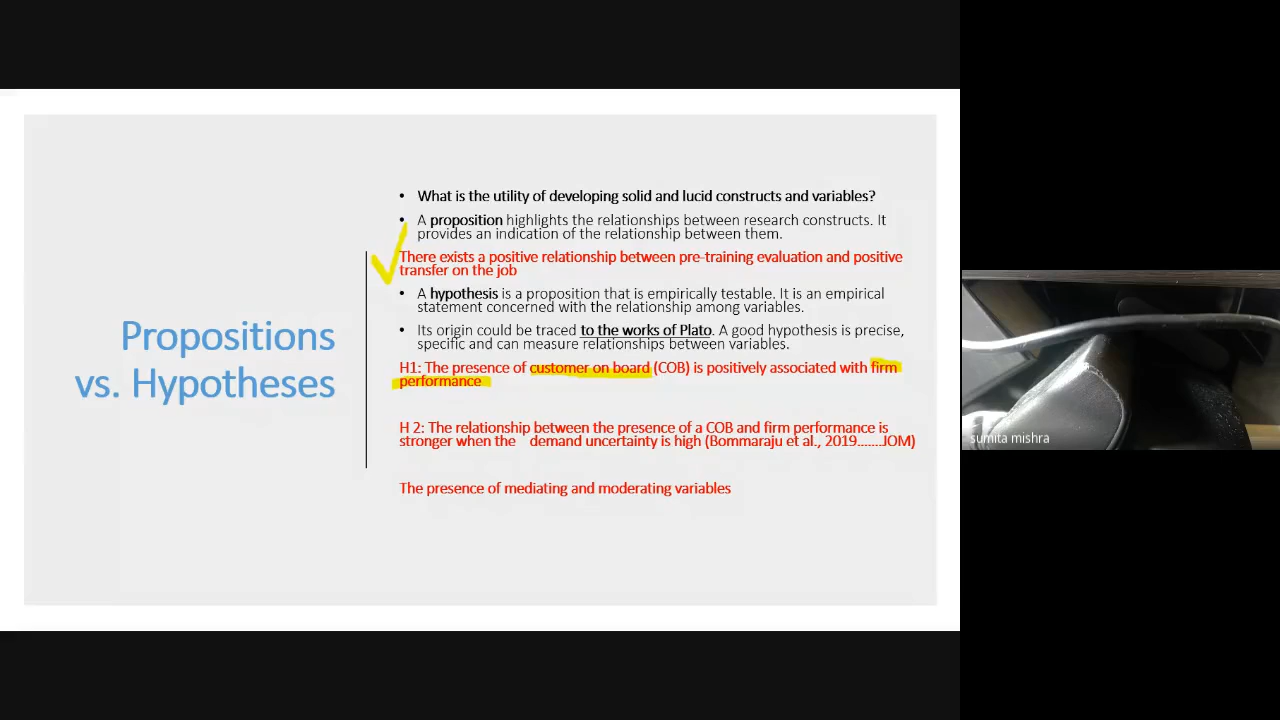 Propositions
vs. Hypotheses
• What is the utility of developing solid and lucid constructs and variables?
• A proposition highlights the relationships between research constructs. It
provides an indication of the relationship between them.
There exists a positive relationship between pre-training evaluation and positive
transfer on the job
• A hypothesis is a proposition that is empirically testable. It is an empirical
statement concerned with the relationship among variables.
• Its origin could be traced to the works of Plato. A good hypothesis is precise,
specific and can measure relationships between variables.
H1: The presence of customer on board (COB) is positively associated with firm
performance
H 2: The relationship between the presence of a COB and firm performance is
stronger when the demand uncertainty is high (Bommaraju et al., 2019.......JOM)
The presence of mediating and moderating variables
sumita mishra